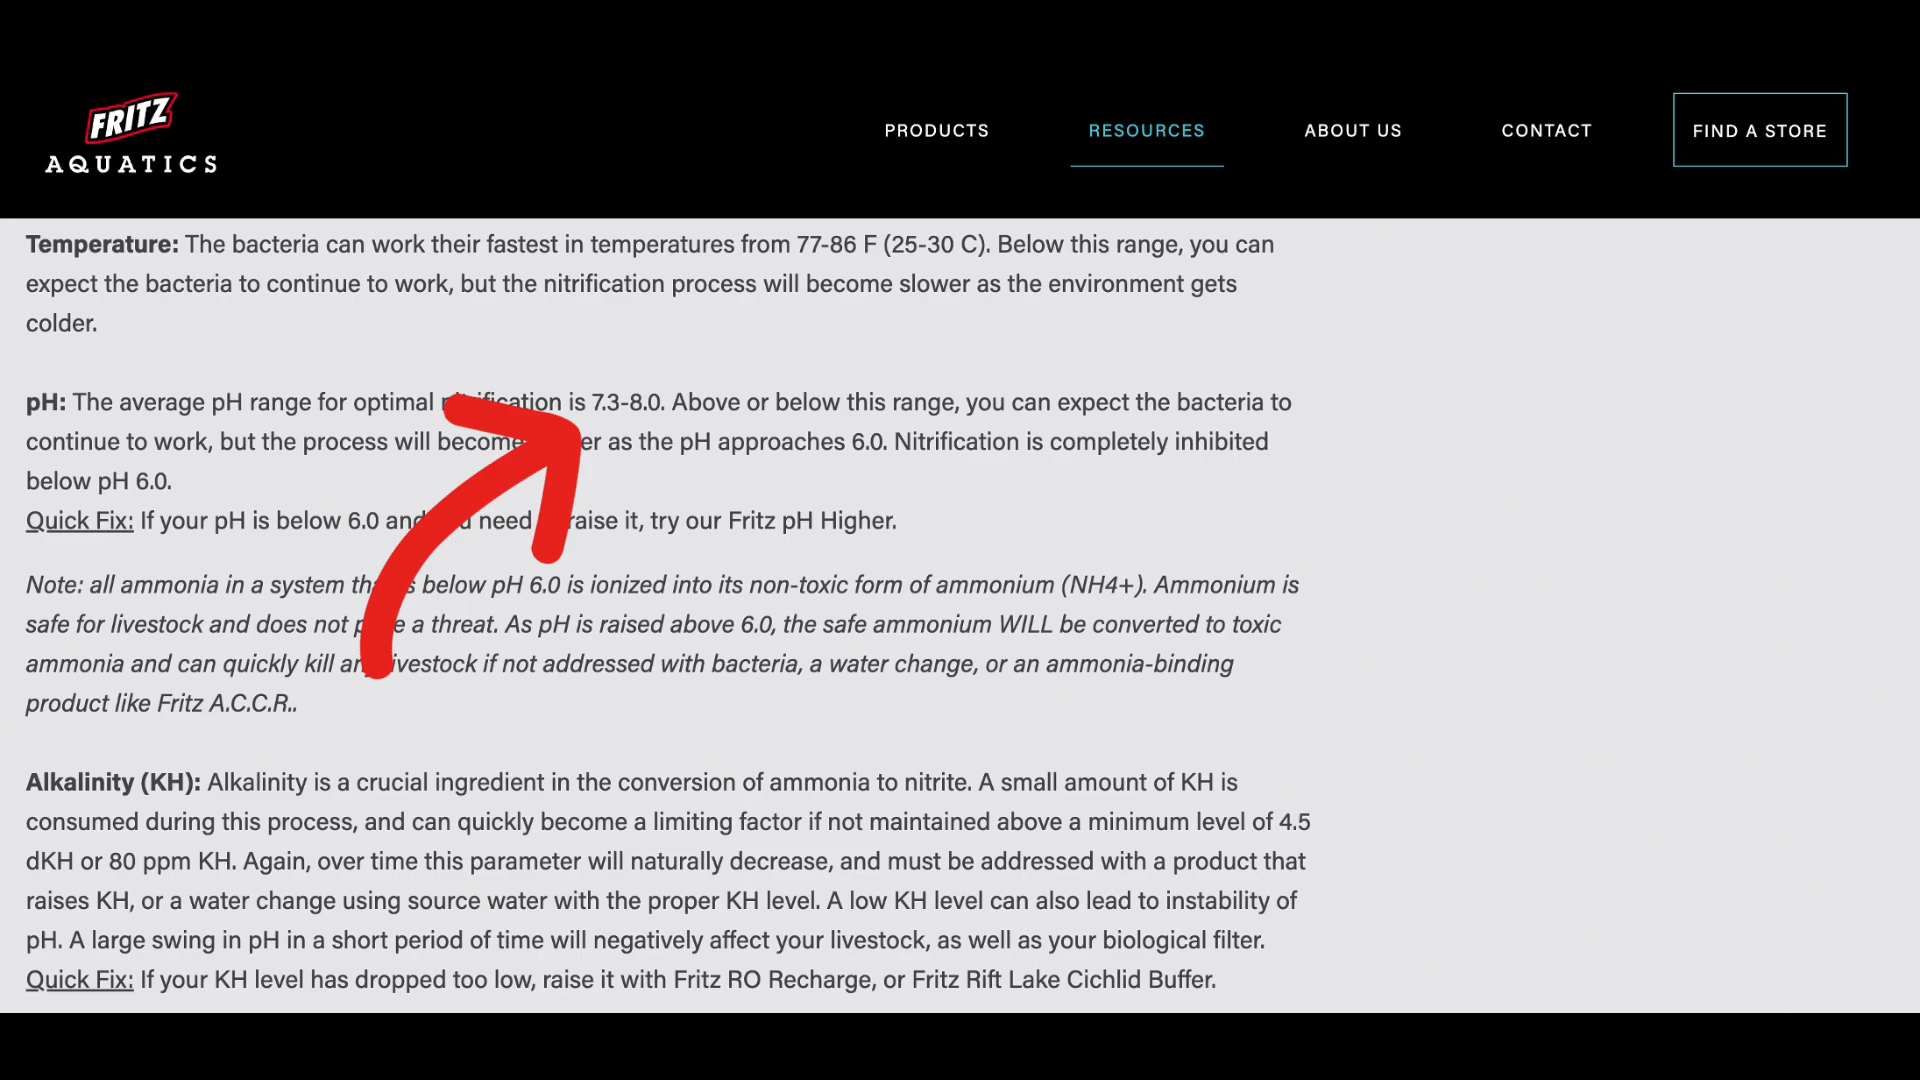 FRITZ
AQUATICS
PRODUCTS
RESOURCES
ABOUT US
CONTACT
FIND A STORE
Temperature: The bacteria can work their fastest in temperatures from 77-86 F (25-30 C). Below this range, you can
expect the bacteria to continue to work, but the nitrification process will become slower as the environment gets
colder.
pH: The average pH range for optimal nitrification is 7.3-8.0. Above or below this range, you can expect the bacteria to
continue to work, but the process will become as the pH approaches 6.0. Nitrification is completely inhibited
below pH 6.0.
Quick Fix: If your pH is below 6.0 and need raise it, try our Fritz pH Higher.
Note: all ammonia in a system below pH 6.0 is ionized into its non-toxic form of ammonium (NH4+). Ammonium is
safe for livestock and does not a threat. As pH is raised above 6.0, the safe ammonium WILL be converted to toxic
ammonia and can quickly kill livestock if not addressed with bacteria, a water change, or an ammonia-binding
product like Fritz A.C.C.R..
Alkalinity (KH): Alkalinity is a crucial ingredient in the conversion of ammonia to nitrite. A small amount of KH is
consumed during this process, and can quickly become a limiting factor if not maintained above a minimum level of 4.5
dKH or 80 ppm KH. Again, over time this parameter will naturally decrease, and must be addressed with a product that
raises KH, or a water change using source water with the proper KH level. A low KH level can also lead to instability of
pH. A large swing in pH in a short period of time will negatively affect your livestock, as well as your biological filter.
Quick Fix: If your KH level has dropped too low, raise it with Fritz RO Recharge, or Fritz Rift Lake Cichlid Buffer.